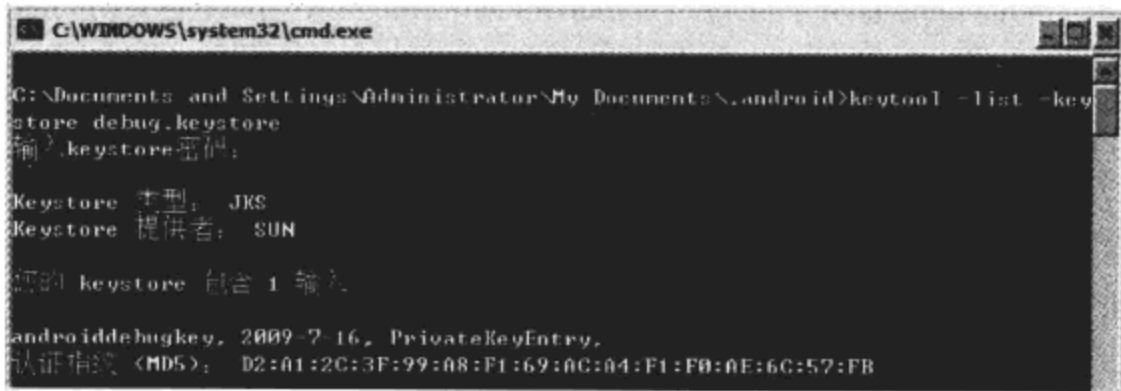 C:\WINDOWS\system32\cmd.exe
C:\Documents and Settings\Administrator\My Documents\.android>keytool -list -key
store debug.keystore
输入keystore密码：
Keystore 类型： JKS
Keystore 提供者： SUN
您的 keystore 包含 1 输入
androiddebugkey, 2009-7-16, PrivateKeyEntry,
认证指纹 (MD5)： D2:A1:2C:3F:99:A8:F1:69:AC:A4:F1:F0:AE:6C:57:FB